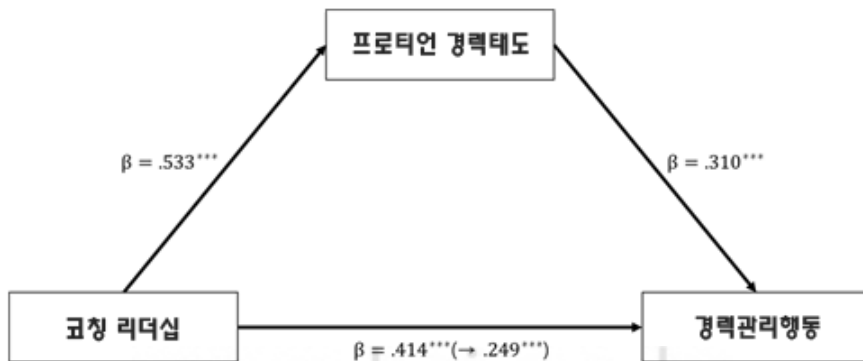 프로티언 경력태도
β = .533***
β = .310***
코칭 리더십
경력관리행동
β = .414***(→ .249***)